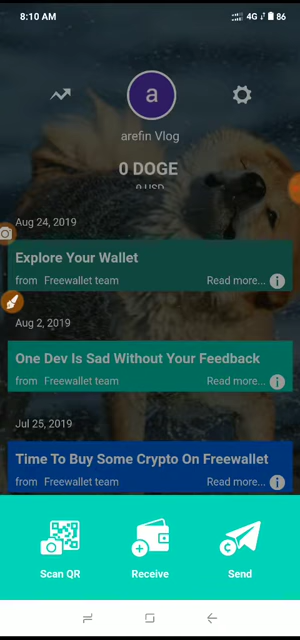 8:10 AM
4G
86
a
arefin Vlog
0 DOGE
0 USD
Aug 24, 2019
Explore Your Wallet
from Freewallet team
Read more...
Aug 2, 2019
One Dev Is Sad Without Your Feedback
from Freewallet team
Read more...
Jul 25, 2019
Time To Buy Some Crypto On Freewallet
from Freewallet team
Read more...
Scan QR
Receive
Send